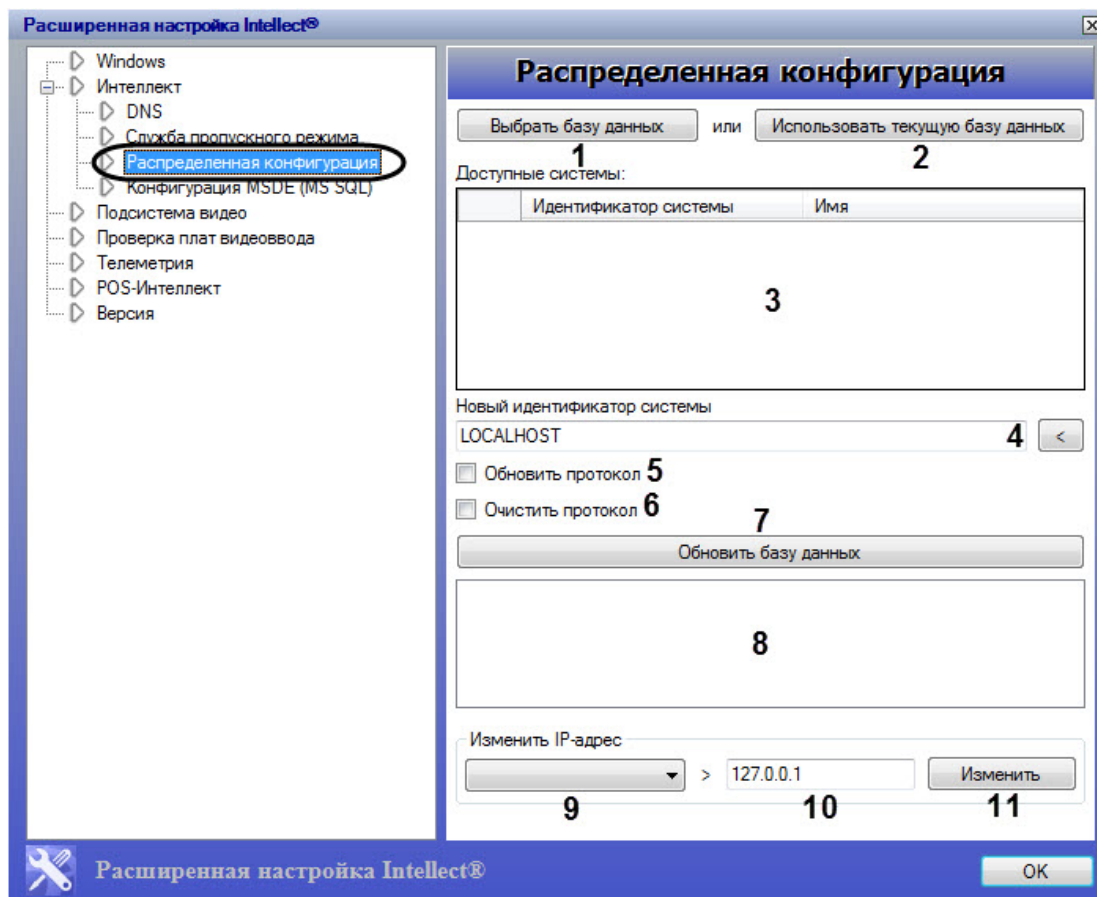 Расширенная настройка Intellect®
Windows
Интеллект
DNS
Служба пропускного режима
Распределенная конфигурация
Конфигурация MSDE (MS SQL)
Подсистема видео
Проверка плат видеоввода
Телеметрия
POS-Интеллект
Версия
Распределенная конфигурация
Выбрать базу данных или Использовать текущую базу данных
1 2
Доступные системы:
Идентификатор системы Имя
3
Новый идентификатор системы
LOCALHOST 4 <
Обновить протокол 5
Очистить протокол 6
7
Обновить базу данных
8
Изменить IP-адрес
> 127.0.0.1 Изменить
9 10 11
Расширенная настройка Intellect® OK